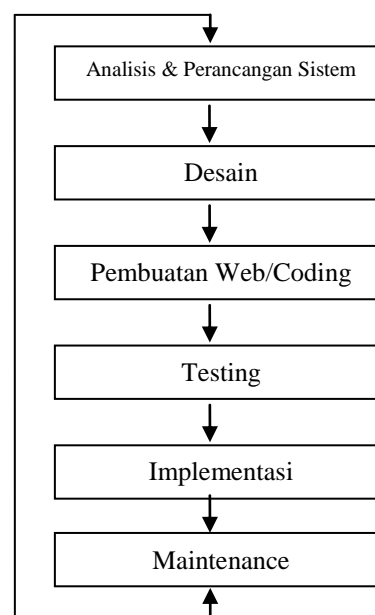 Analisis & Perancangan Sistem
Desain
Pembuatan Web/Coding
Testing
Implementasi
Maintenance